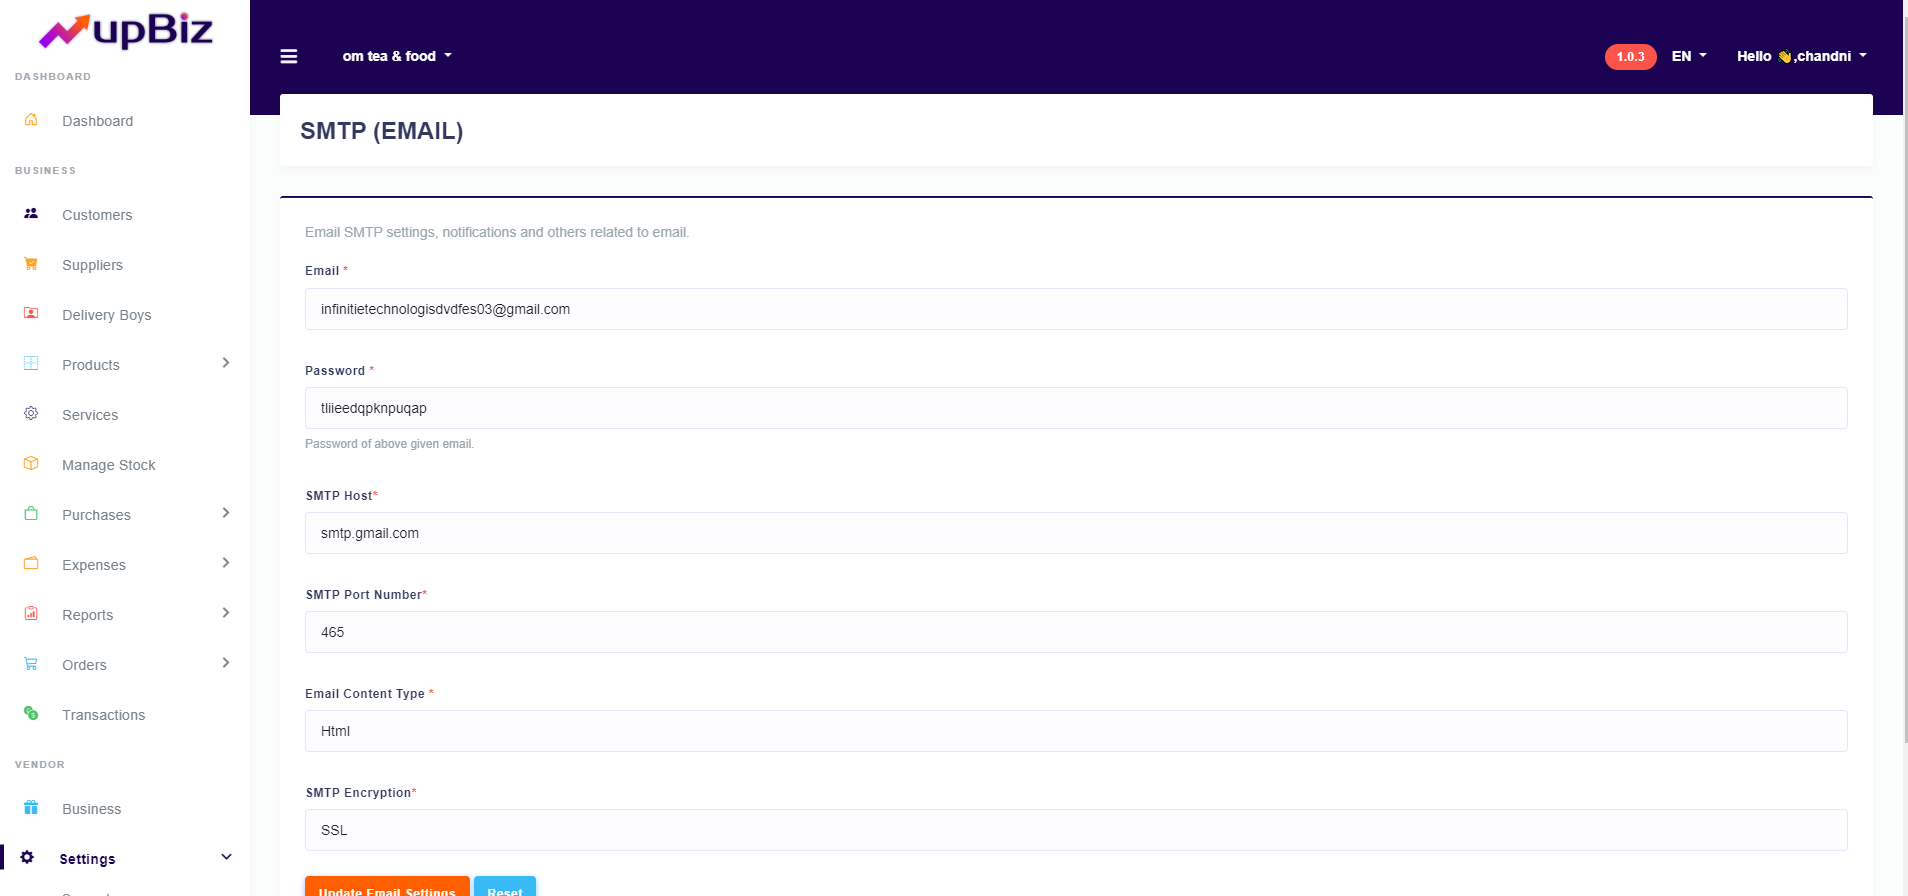 upBiz
DASHBOARD
Dashboard
BUSINESS
Customers
Suppliers
Delivery Boys
Products
Services
Manage Stock
Purchases
Expenses
Reports
Orders
Transactions
VENDOR
Business
Settings
om tea & food
1.0.3
EN
Hello 👋,chandni
SMTP (EMAIL)
Email SMTP settings, notifications and others related to email.
Email *
infinitietechnologisdvdfes03@gmail.com
Password *
tliieedqpknpuqap
Password of above given email.
SMTP Host*
smtp.gmail.com
SMTP Port Number*
465
Email Content Type *
Html
SMTP Encryption*
SSL
Update Email Settings
Reset